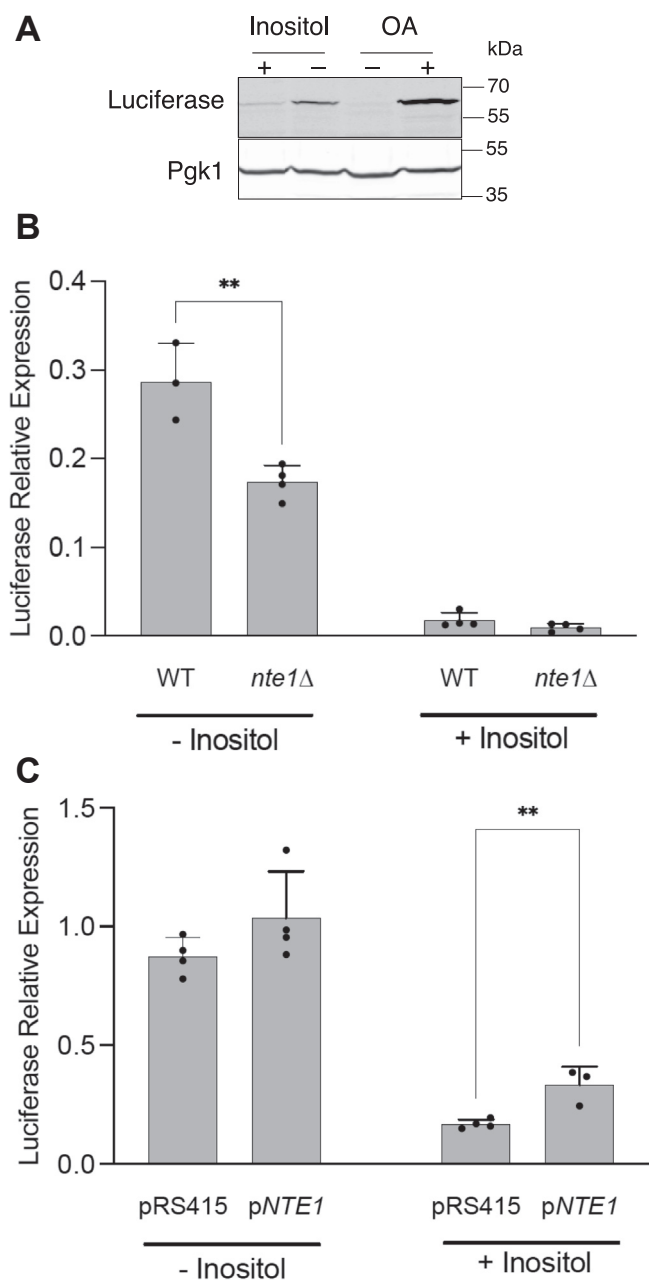 A
Inositol OA
kDa
+ − − +
Luciferase
70
55
Pgk1
55
35
B
Luciferase Relative Expression
0.4
0.3
0.2
0.1
0.0
**
WT nte1Δ WT nte1Δ
- Inositol + Inositol
C
Luciferase Relative Expression
1.5
1.0
0.5
0.0
**
pRS415 pNTE1 pRS415 pNTE1
- Inositol + Inositol